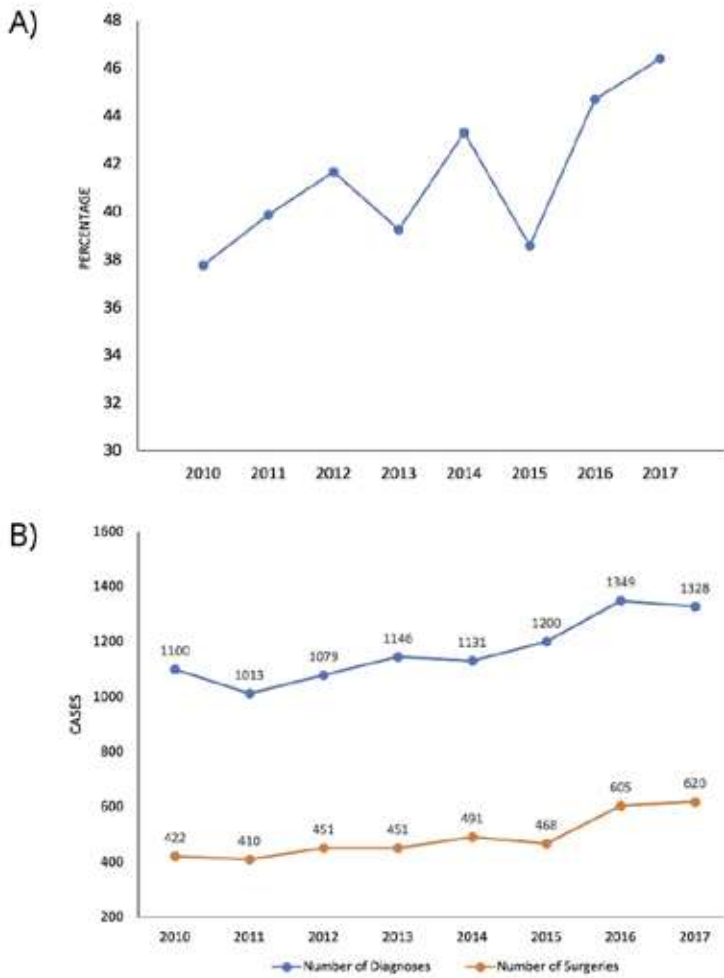 A)
48
46
44
42
40
38
36
34
32
30
PERCENTAGE
2010 2011 2012 2013 2014 2015 2016 2017
B)
1600
1400
1200
1000
800
600
400
200
CASES
1100 1013 1079 1146 1131 1200 1349 1328
422 410 451 451 491 468 605 620
2010 2011 2012 2013 2014 2015 2016 2017
Number of Diagnoses Number of Surgeries